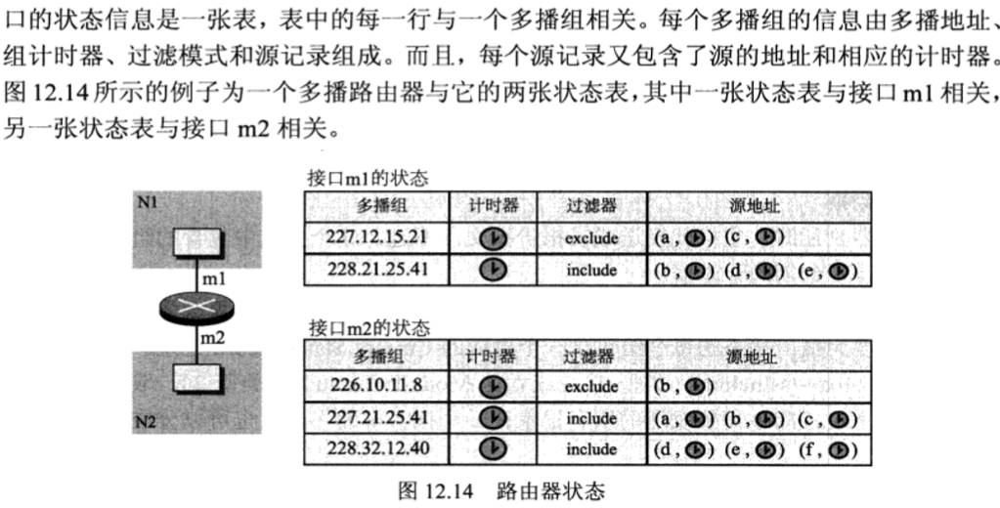 口的状态信息是一张表，表中的每一行与一个多播组相关。每个多播组的信息由多播地址、
组计时器、过滤模式和源记录组成。而且，每个源记录又包含了源的地址和相应的计时器。
图 12.14 所示的例子为一个多播路由器与它的两张状态表，其中一张状态表与接口 m1 相关，
另一张状态表与接口 m2 相关。
N1
m1
m2
N2
接口m1的状态
多播组 计时器 过滤器 源地址
227.12.15.21 exclude (a , ) (c , )
228.21.25.41 include (b , ) (d , ) (e , )
接口m2的状态
多播组 计时器 过滤器 源地址
226.10.11.8 exclude (b , )
227.21.25.41 include (a , ) (b , ) (c , )
228.32.12.40 include (d , ) (e , ) (f , )
图 12.14 路由器状态